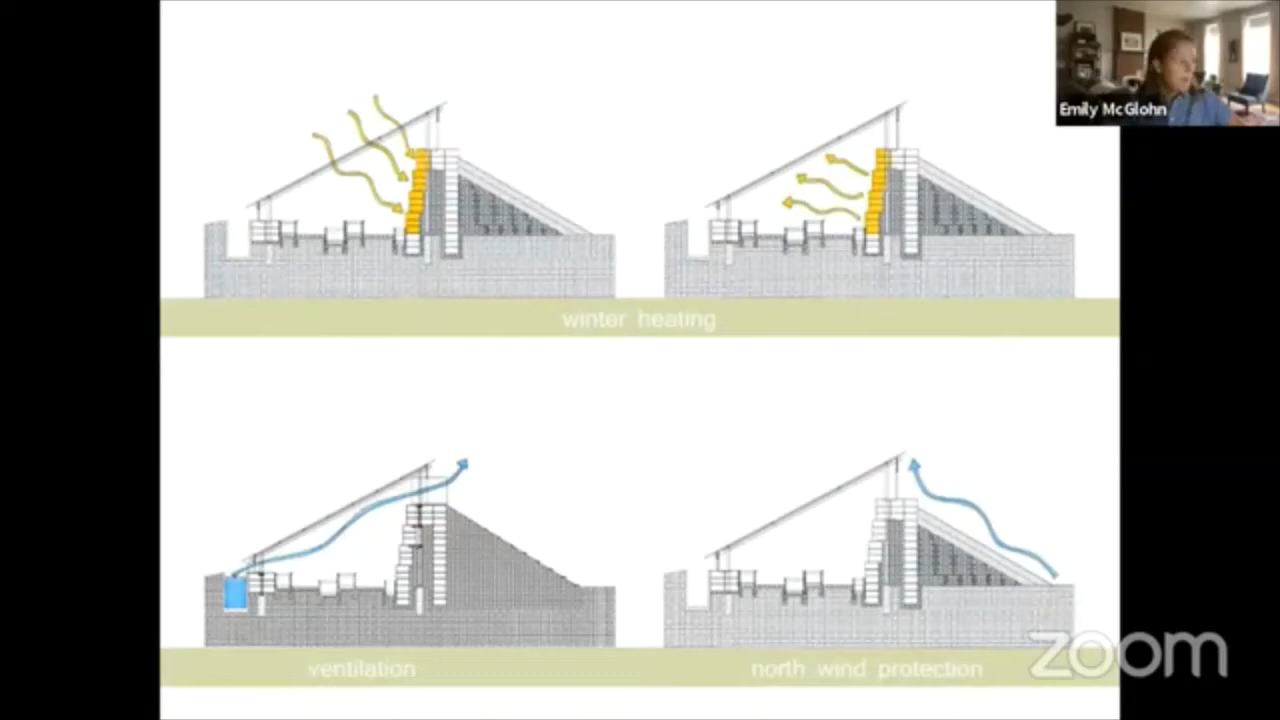 Emily McGlohn
winter heating
ventilation
north wind protection
zoom